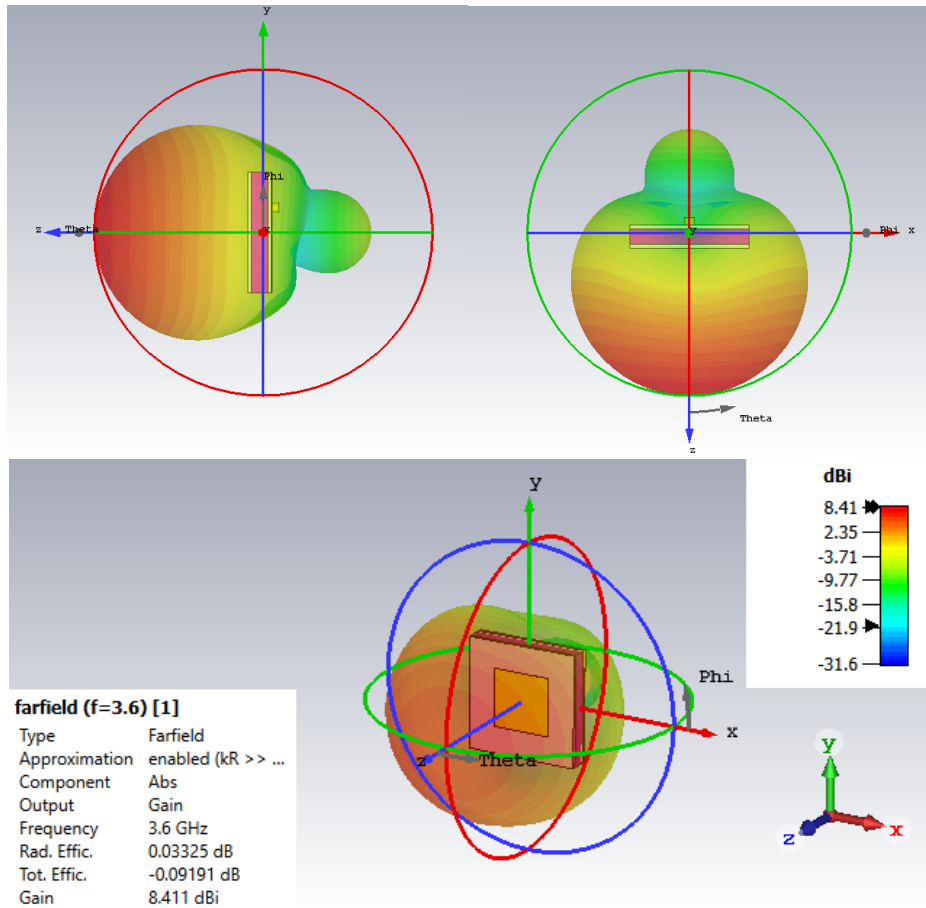 y
Phi
z
Theta
x
y
Phi
x
Theta
z
y
Phi
x
z
Theta
dBi
8.41
2.35
-3.71
-9.77
-15.8
-21.9
-31.6
farfield (f=3.6) [1]
Type Farfield
Approximation enabled (kR >> ...
Component Abs
Output Gain
Frequency 3.6 GHz
Rad. Effic. 0.03325 dB
Tot. Effic. -0.09191 dB
Gain 8.411 dBi
y
z
x